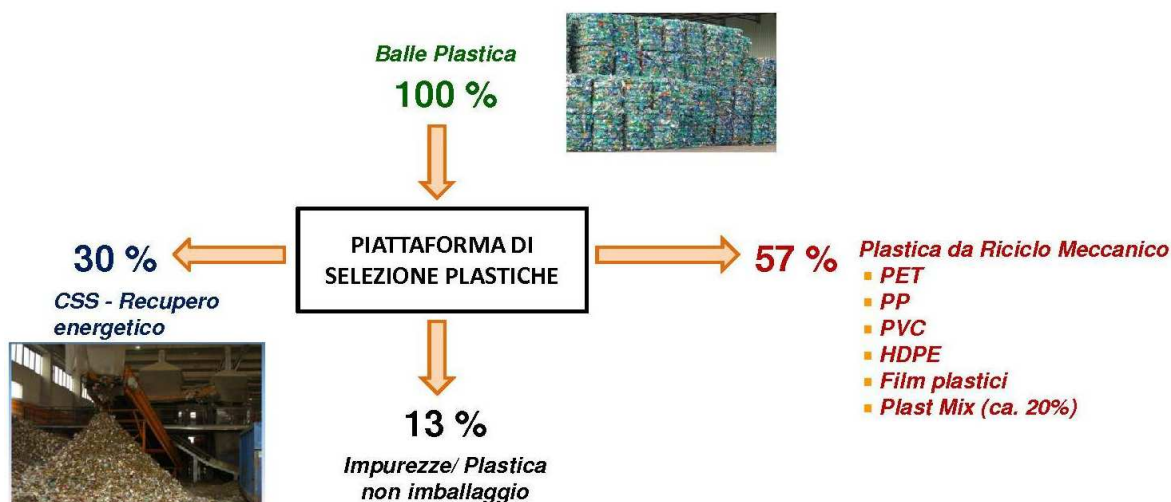 Balle Plastica
100 %
PIATTAFORMA DI
SELEZIONE PLASTICHE
30 %
CSS - Recupero
energetico
57 %
Plastica da Riciclo Meccanico
PET
PP
PVC
HDPE
Film plastici
Plast Mix (ca. 20%)
13 %
Impurezze/ Plastica
non imballaggio